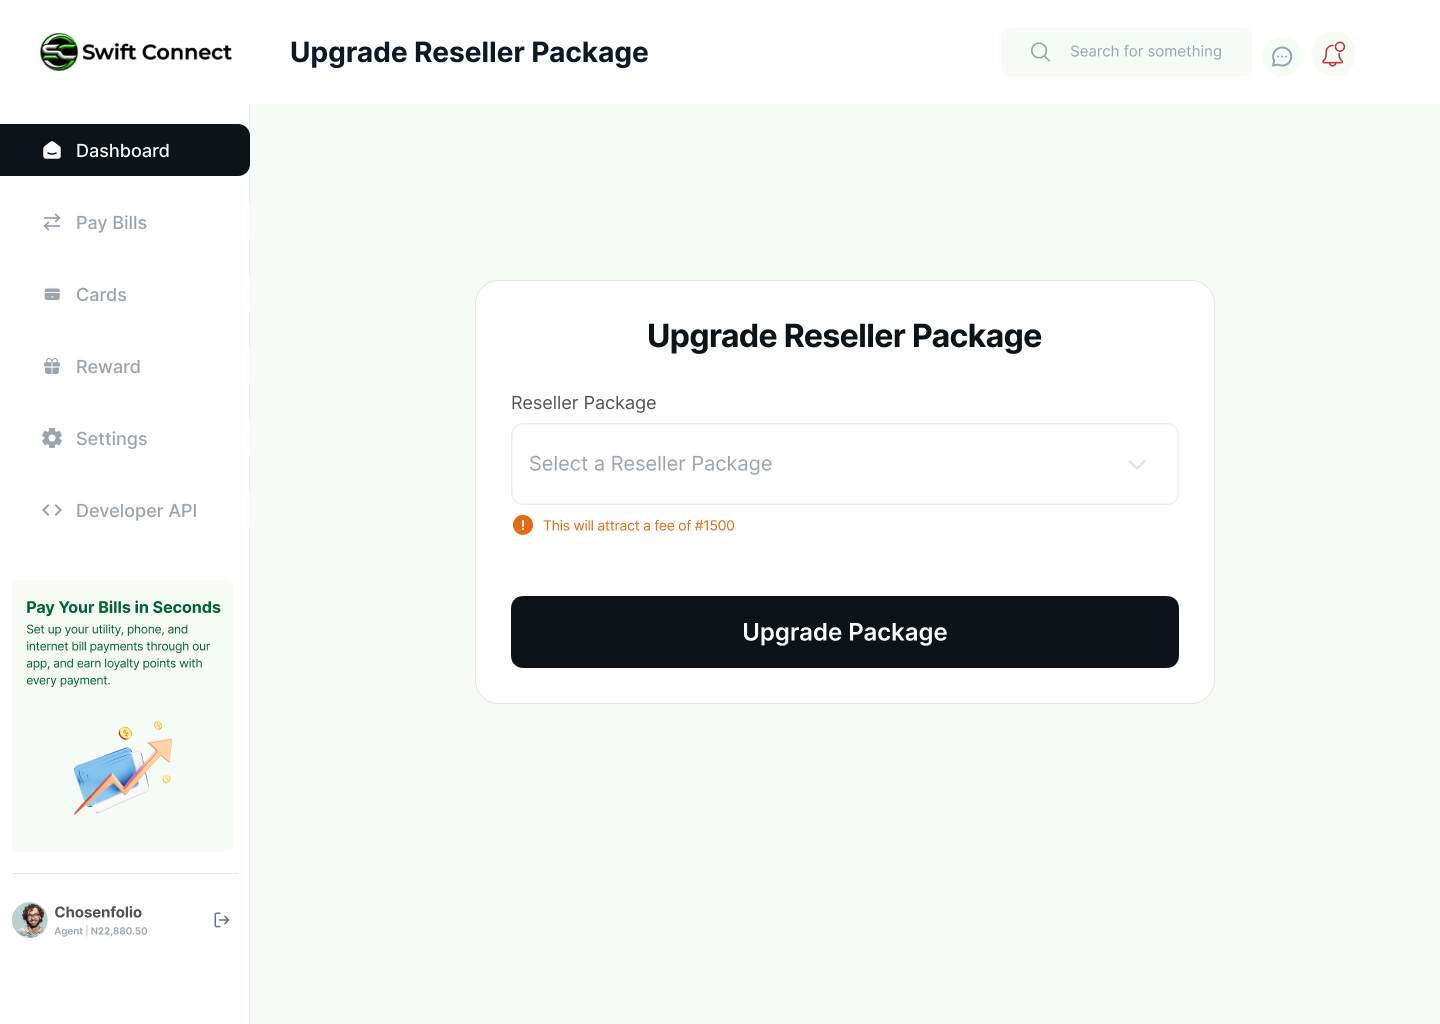 Swift Connect
Upgrade Reseller Package
Search for something
Dashboard
Pay Bills
Cards
Reward
Settings
Developer API
Pay Your Bills in Seconds
Set up your utility, phone, and
internet bill payments through our
app, and earn loyalty points with
every payment.
Chosenfolio
Agent | N22,880.50
Upgrade Reseller Package
Reseller Package
Select a Reseller Package
This will attract a fee of #1500
Upgrade Package